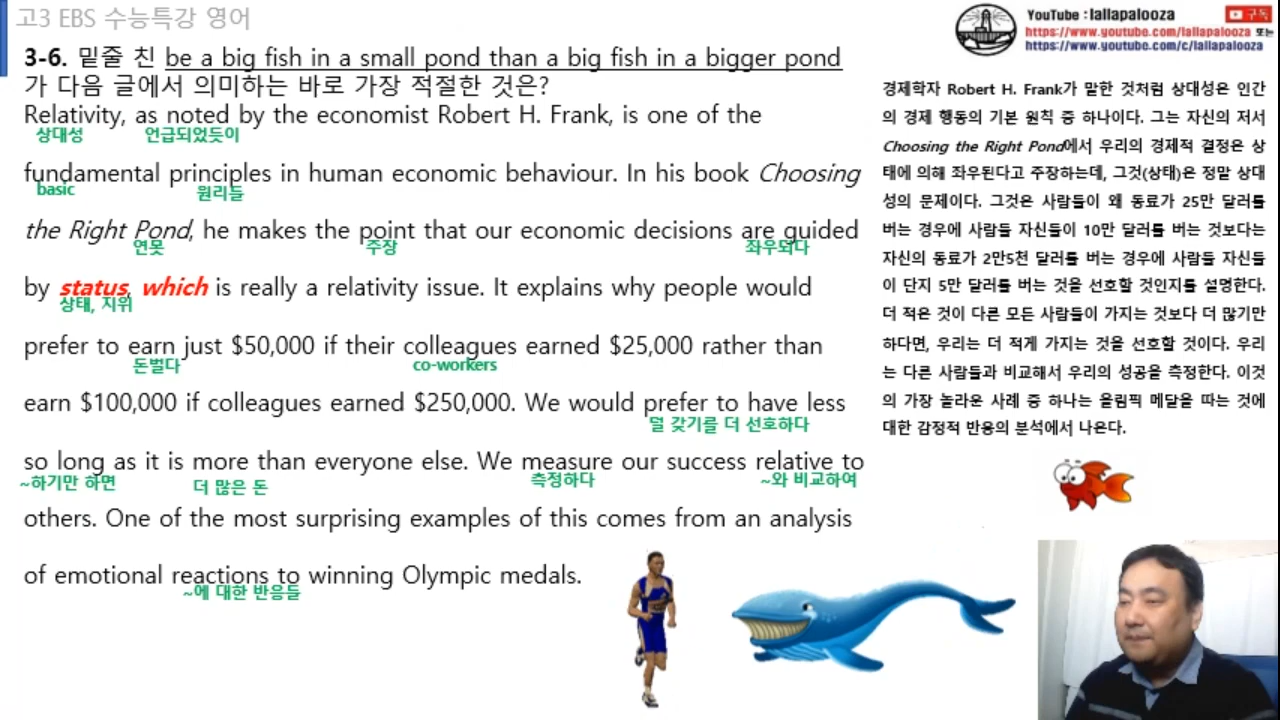 고3 EBS 수능특강 영어
YouTube : lallapalooza
구독
https://www.youtube.com/lallapalooza 또는
https://www.youtube.com/c/lallapalooza
3-6. 밑줄 친 be a big fish in a small pond than a big fish in a bigger pond
가 다음 글에서 의미하는 바로 가장 적절한 것은?
Relativity, as noted by the economist Robert H. Frank, is one of the
상대성 언급되었듯이
fundamental principles in human economic behaviour. In his book Choosing
basic 원리들
the Right Pond, he makes the point that our economic decisions are guided
연못 주장 좌우되다
by status, which is really a relativity issue. It explains why people would
상태, 지위
prefer to earn just $50,000 if their colleagues earned $25,000 rather than
돈벌다 co-workers
earn $100,000 if colleagues earned $250,000. We would prefer to have less
덜 갖기를 더 선호하다
so long as it is more than everyone else. We measure our success relative to
~하기만 하면 더 많은 돈 측정하다 ~와 비교하여
others. One of the most surprising examples of this comes from an analysis
of emotional reactions to winning Olympic medals.
~에 대한 반응들
경제학자 Robert H. Frank가 말한 것처럼 상대성은 인간
의 경제 행동의 기본 원칙 중 하나이다. 그는 자신의 저서
Choosing the Right Pond에서 우리의 경제적 결정은 상
태에 의해 좌우된다고 주장하는데, 그것(상태)은 정말 상대
성의 문제이다. 그것은 사람들이 왜 동료가 25만 달러를
버는 경우에 사람들 자신들이 10만 달러를 버는 것보다는
자신의 동료가 2만5천 달러를 버는 경우에 사람들 자신들
이 단지 5만 달러를 버는 것을 선호할 것인지를 설명한다.
더 적은 것이 다른 모든 사람들이 가지는 것보다 더 많기만
하다면, 우리는 더 적게 가지는 것을 선호할 것이다. 우리
는 다른 사람들과 비교해서 우리의 성공을 측정한다. 이것
의 가장 놀라운 사례 중 하나는 올림픽 메달을 따는 것에
대한 감정적 반응의 분석에서 나온다.